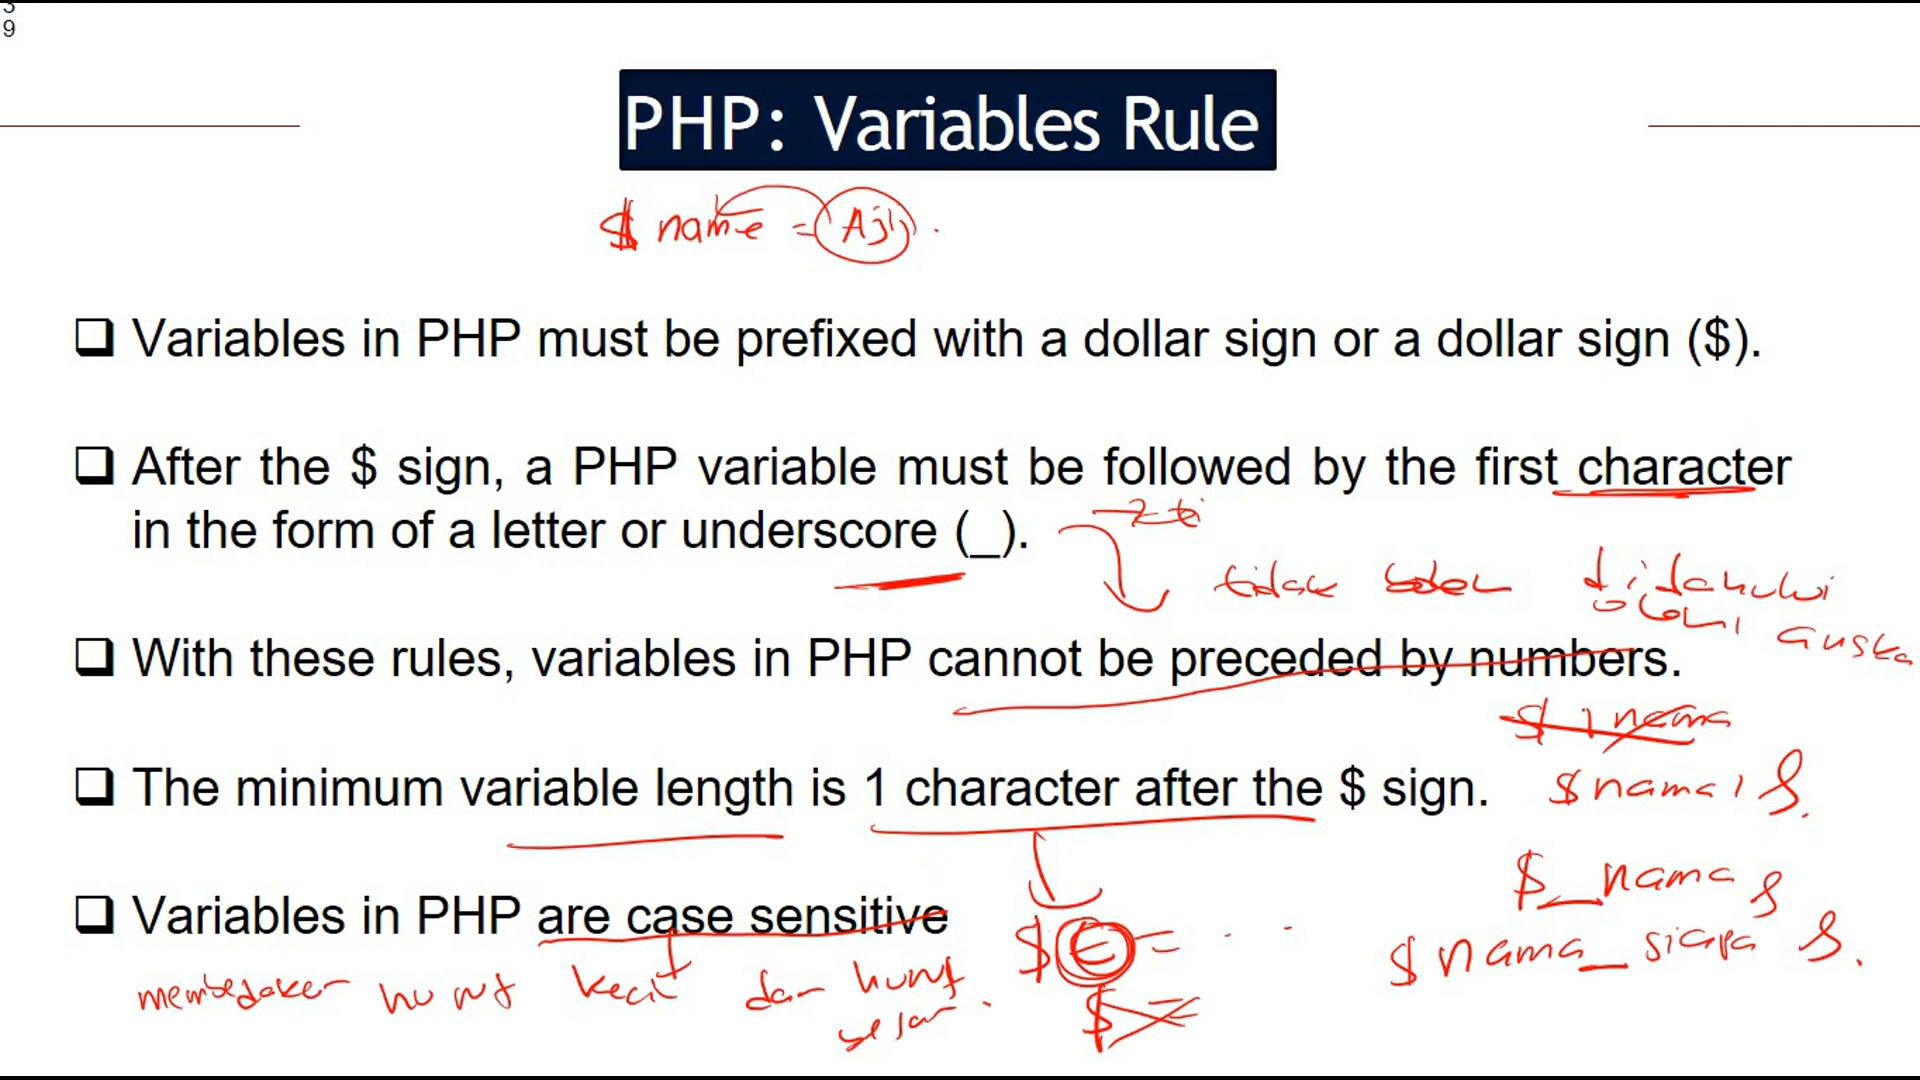 3
9
PHP: Variables Rule
$ name = Aji
❑ Variables in PHP must be prefixed with a dollar sign or a dollar sign ($).
❑ After the $ sign, a PHP variable must be followed by the first character
in the form of a letter or underscore (_).
tidak boleh didahului
oleh angka
❑ With these rules, variables in PHP cannot be preceded by numbers.
$ 1nama
❑ The minimum variable length is 1 character after the $ sign.
$nama1
$_nama
❑ Variables in PHP are case sensitive
$ = . .
$nama_siapa
membedakan huruf kecil dan huruf
besar.
$ =